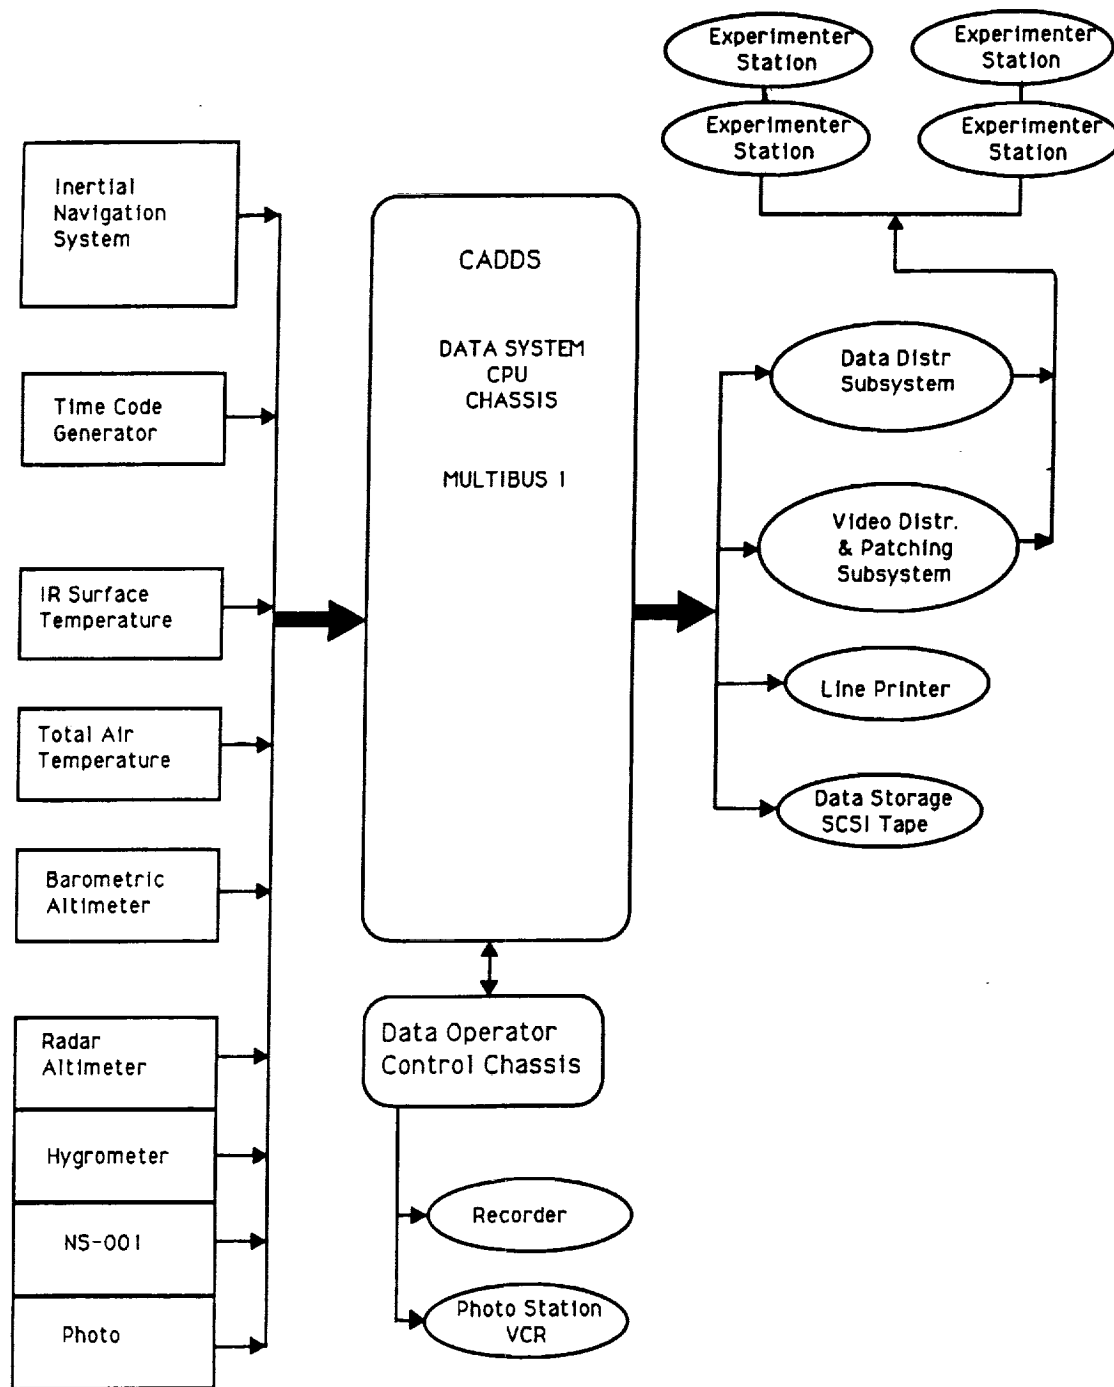 Experimenter
Station
Experimenter
Station
Experimenter
Station
Experimenter
Station
Inertial
Navigation
System
Time Code
Generator
IR Surface
Temperature
Total Air
Temperature
Barometric
Altimeter
Radar
Altimeter
Hygrometer
NS-001
Photo
CADDS
DATA SYSTEM
CPU
CHASSIS
MULTIBUS 1
Data Operator
Control Chassis
Recorder
Photo Station
VCR
Data Distr
Subsystem
Video Distr.
& Patching
Subsystem
Line Printer
Data Storage
SCSI Tape